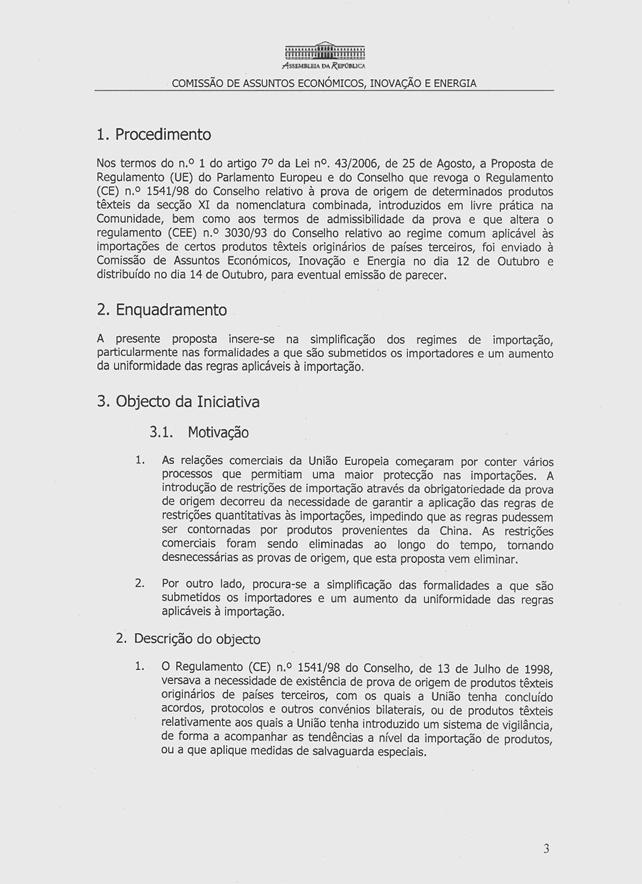 ASSEMBLEIA DA REPÚBLICA
COMISSÃO DE ASSUNTOS ECONÓMICOS, INOVAÇÃO E ENERGIA
1. Procedimento
Nos termos do n.º 1 do artigo 7º da Lei nº. 43/2006, de 25 de Agosto, a Proposta de
Regulamento (UE) do Parlamento Europeu e do Conselho que revoga o Regulamento
(CE) n.º 1541/98 do Conselho relativo à prova de origem de determinados produtos
têxteis da secção XI da nomenclatura combinada, introduzidos em livre prática na
Comunidade, bem como aos termos de admissibilidade da prova e que altera o
regulamento (CEE) n.º 3030/93 do Conselho relativo ao regime comum aplicável às
importações de certos produtos têxteis originários de países terceiros, foi enviado à
Comissão de Assuntos Económicos, Inovação e Energia no dia 12 de Outubro e
distribuído no dia 14 de Outubro, para eventual emissão de parecer.
2. Enquadramento
A presente proposta insere-se na simplificação dos regimes de importação,
particularmente nas formalidades a que são submetidos os importadores e um aumento
da uniformidade das regras aplicáveis à importação.
3. Objecto da Iniciativa
3.1. Motivação
1. As relações comerciais da União Europeia começaram por conter vários
processos que permitiam uma maior protecção nas importações. A
introdução de restrições de importação através da obrigatoriedade da prova
de origem decorreu da necessidade de garantir a aplicação das regras de
restrições quantitativas às importações, impedindo que as regras pudessem
ser contornadas por produtos provenientes da China. As restrições
comerciais foram sendo eliminadas ao longo do tempo, tornando
desnecessárias as provas de origem, que esta proposta vem eliminar.
2. Por outro lado, procura-se a simplificação das formalidades a que são
submetidos os importadores e um aumento da uniformidade das regras
aplicáveis à importação.
2. Descrição do objecto
1. O Regulamento (CE) n.º 1541/98 do Conselho, de 13 de Julho de 1998,
versava a necessidade de existência de prova de origem de produtos têxteis
originários de países terceiros, com os quais a União tenha concluído
acordos, protocolos e outros convénios bilaterais, ou de produtos têxteis
relativamente aos quais a União tenha introduzido um sistema de vigilância,
de forma a acompanhar as tendências a nível da importação de produtos,
ou a que aplique medidas de salvaguarda especiais.
3